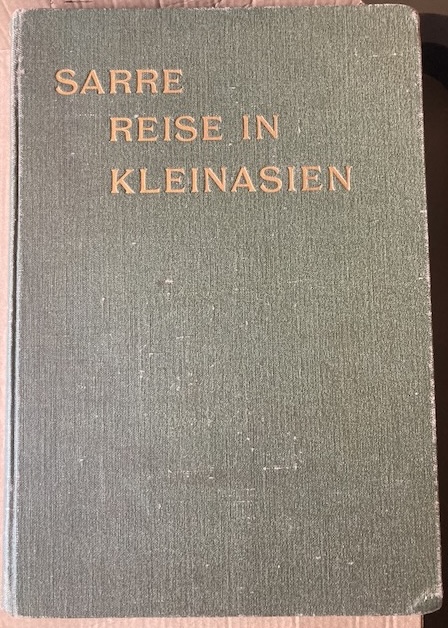 SARRE
REISE IN
KLEINASIEN